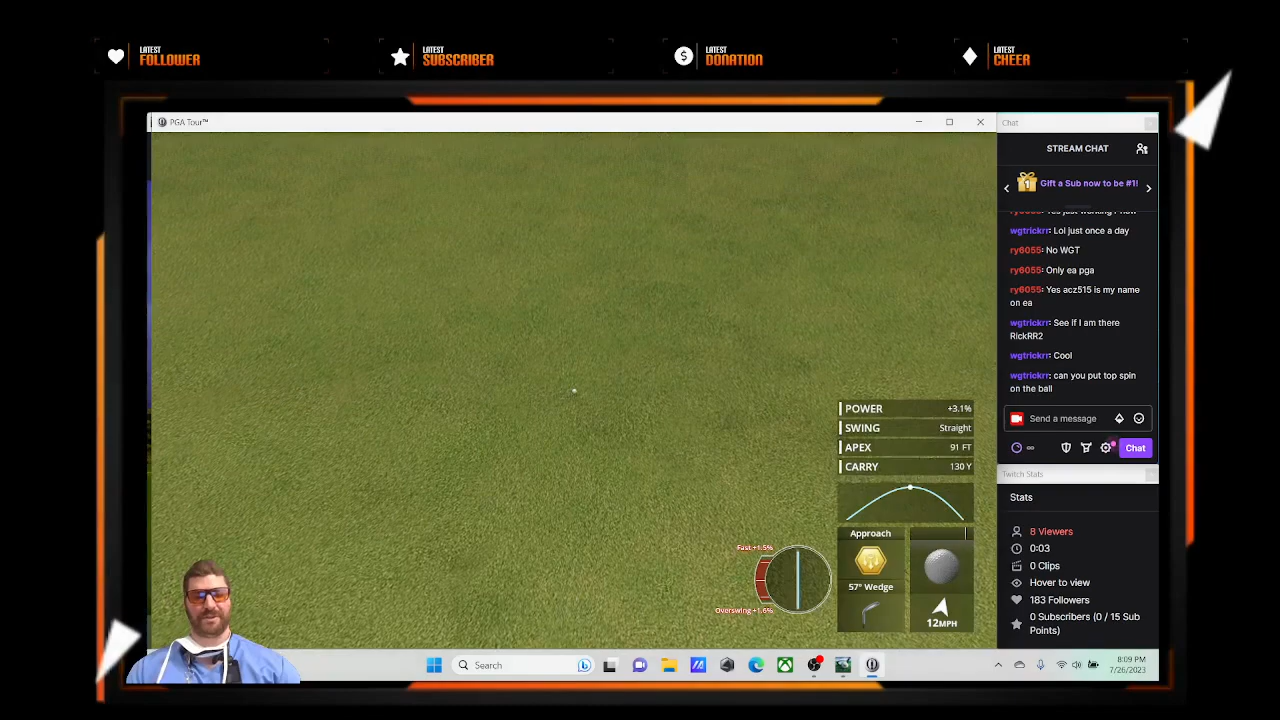 LATEST
FOLLOWER
LATEST
SUBSCRIBER
LATEST
DONATION
LATEST
CHEER
PGA Tour™
Chat
STREAM CHAT
1
Gift a Sub now to be #1!
wgtrickrr: Lol just once a day
ry6055: No WGT
ry6055: Only ea pga
ry6055: Yes acz515 is my name
on ea
wgtrickrr: See if I am there
RickRR2
wgtrickrr: Cool
wgtrickrr: can you put top spin
on the ball
Send a message
Chat
POWER +3.1%
SWING Straight
APEX 91 FT
CARRY 130 Y
Approach
57° Wedge
12MPH
Fast +1.5%
Overswing +1.6%
Twitch Stats
Stats
8 Viewers
0:03
0 Clips
Hover to view
183 Followers
0 Subscribers (0 / 15 Sub
Points)
Search
8:09 PM
7/26/2023